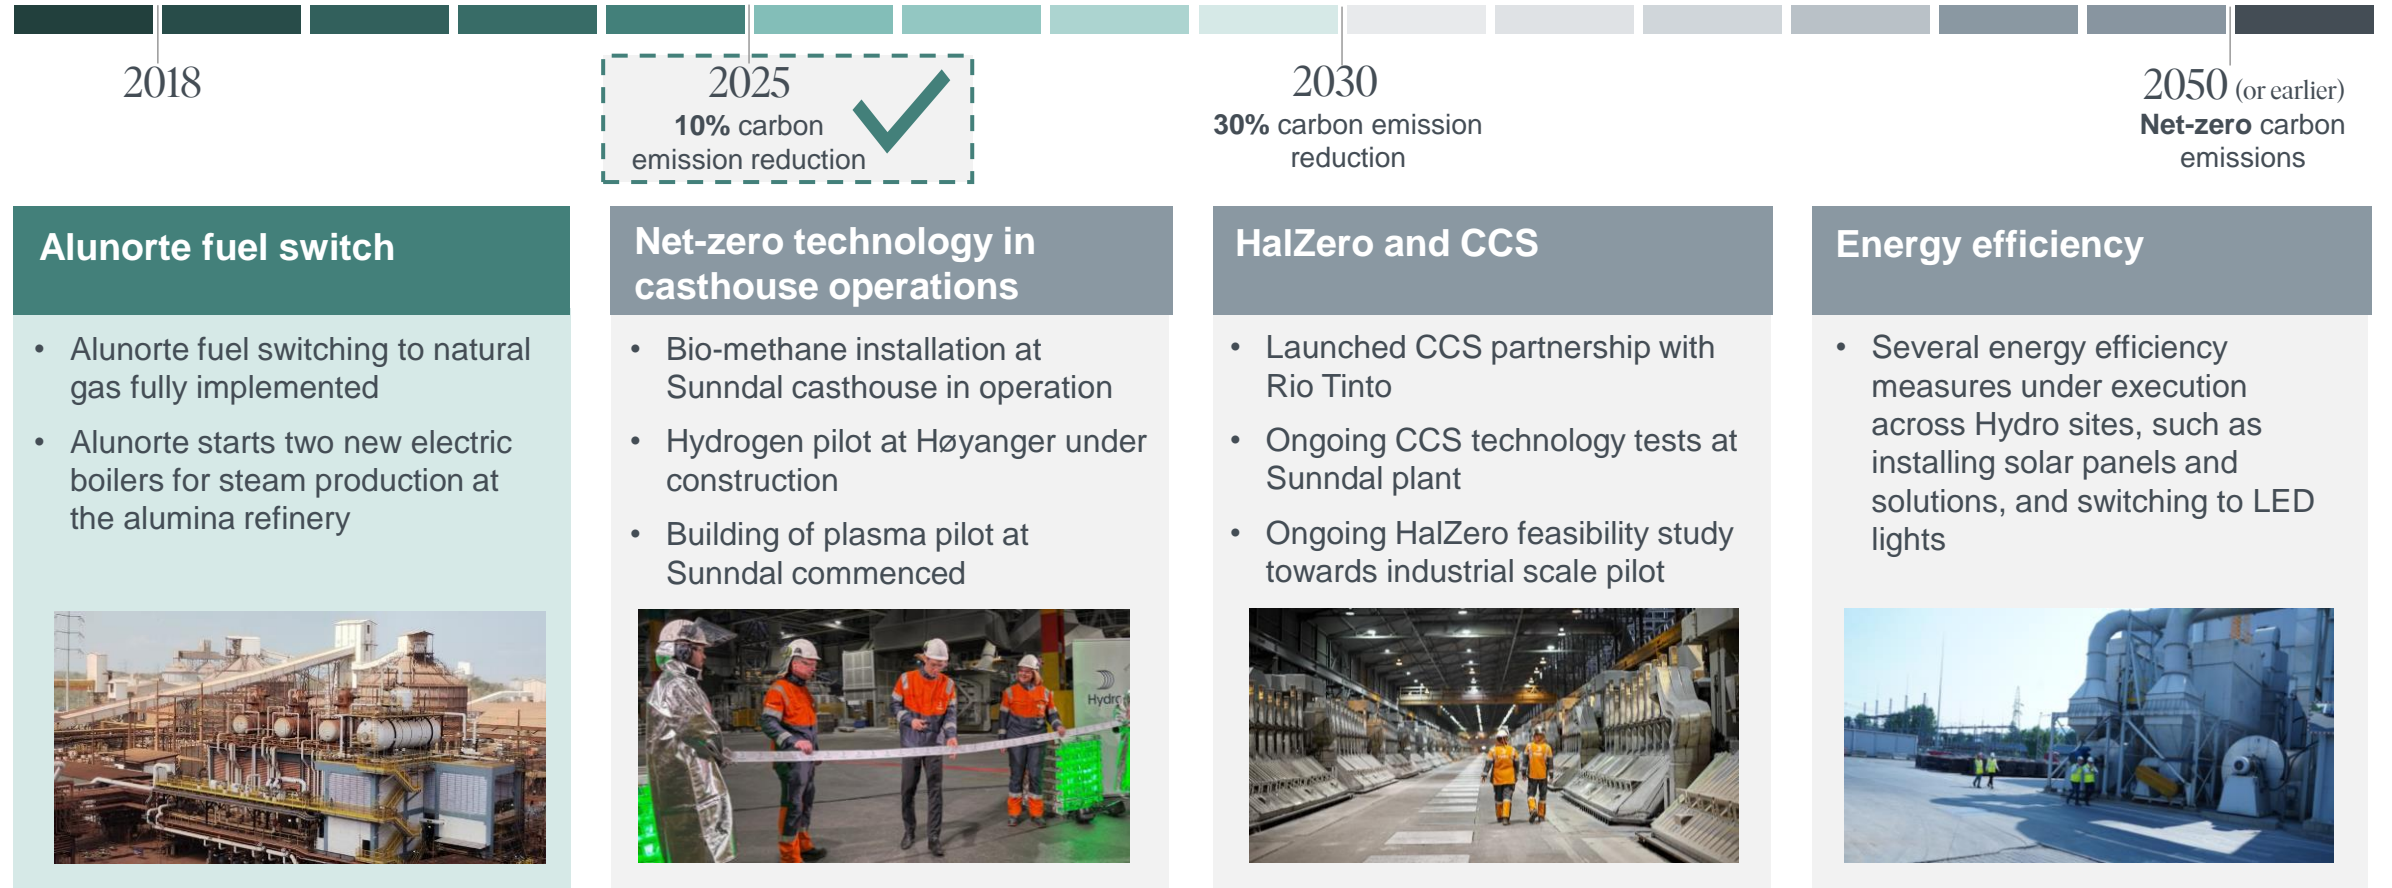 2018
2025
10% carbon
emission reduction
2030
30% carbon emission
reduction
2050 (or earlier)
Net-zero carbon
emissions
Alunorte fuel switch
• Alunorte fuel switching to natural
gas fully implemented
• Alunorte starts two new electric
boilers for steam production at
the alumina refinery
Net-zero technology in
casthouse operations
• Bio-methane installation at
Sunndal casthouse in operation
• Hydrogen pilot at Høyanger under
construction
• Building of plasma pilot at
Sunndal commenced
Hydro
HalZero and CCS
• Launched CCS partnership with
Rio Tinto
• Ongoing CCS technology tests at
Sunndal plant
• Ongoing HalZero feasibility study
towards industrial scale pilot
Energy efficiency
• Several energy efficiency
measures under execution
across Hydro sites, such as
installing solar panels and
solutions, and switching to LED
lights